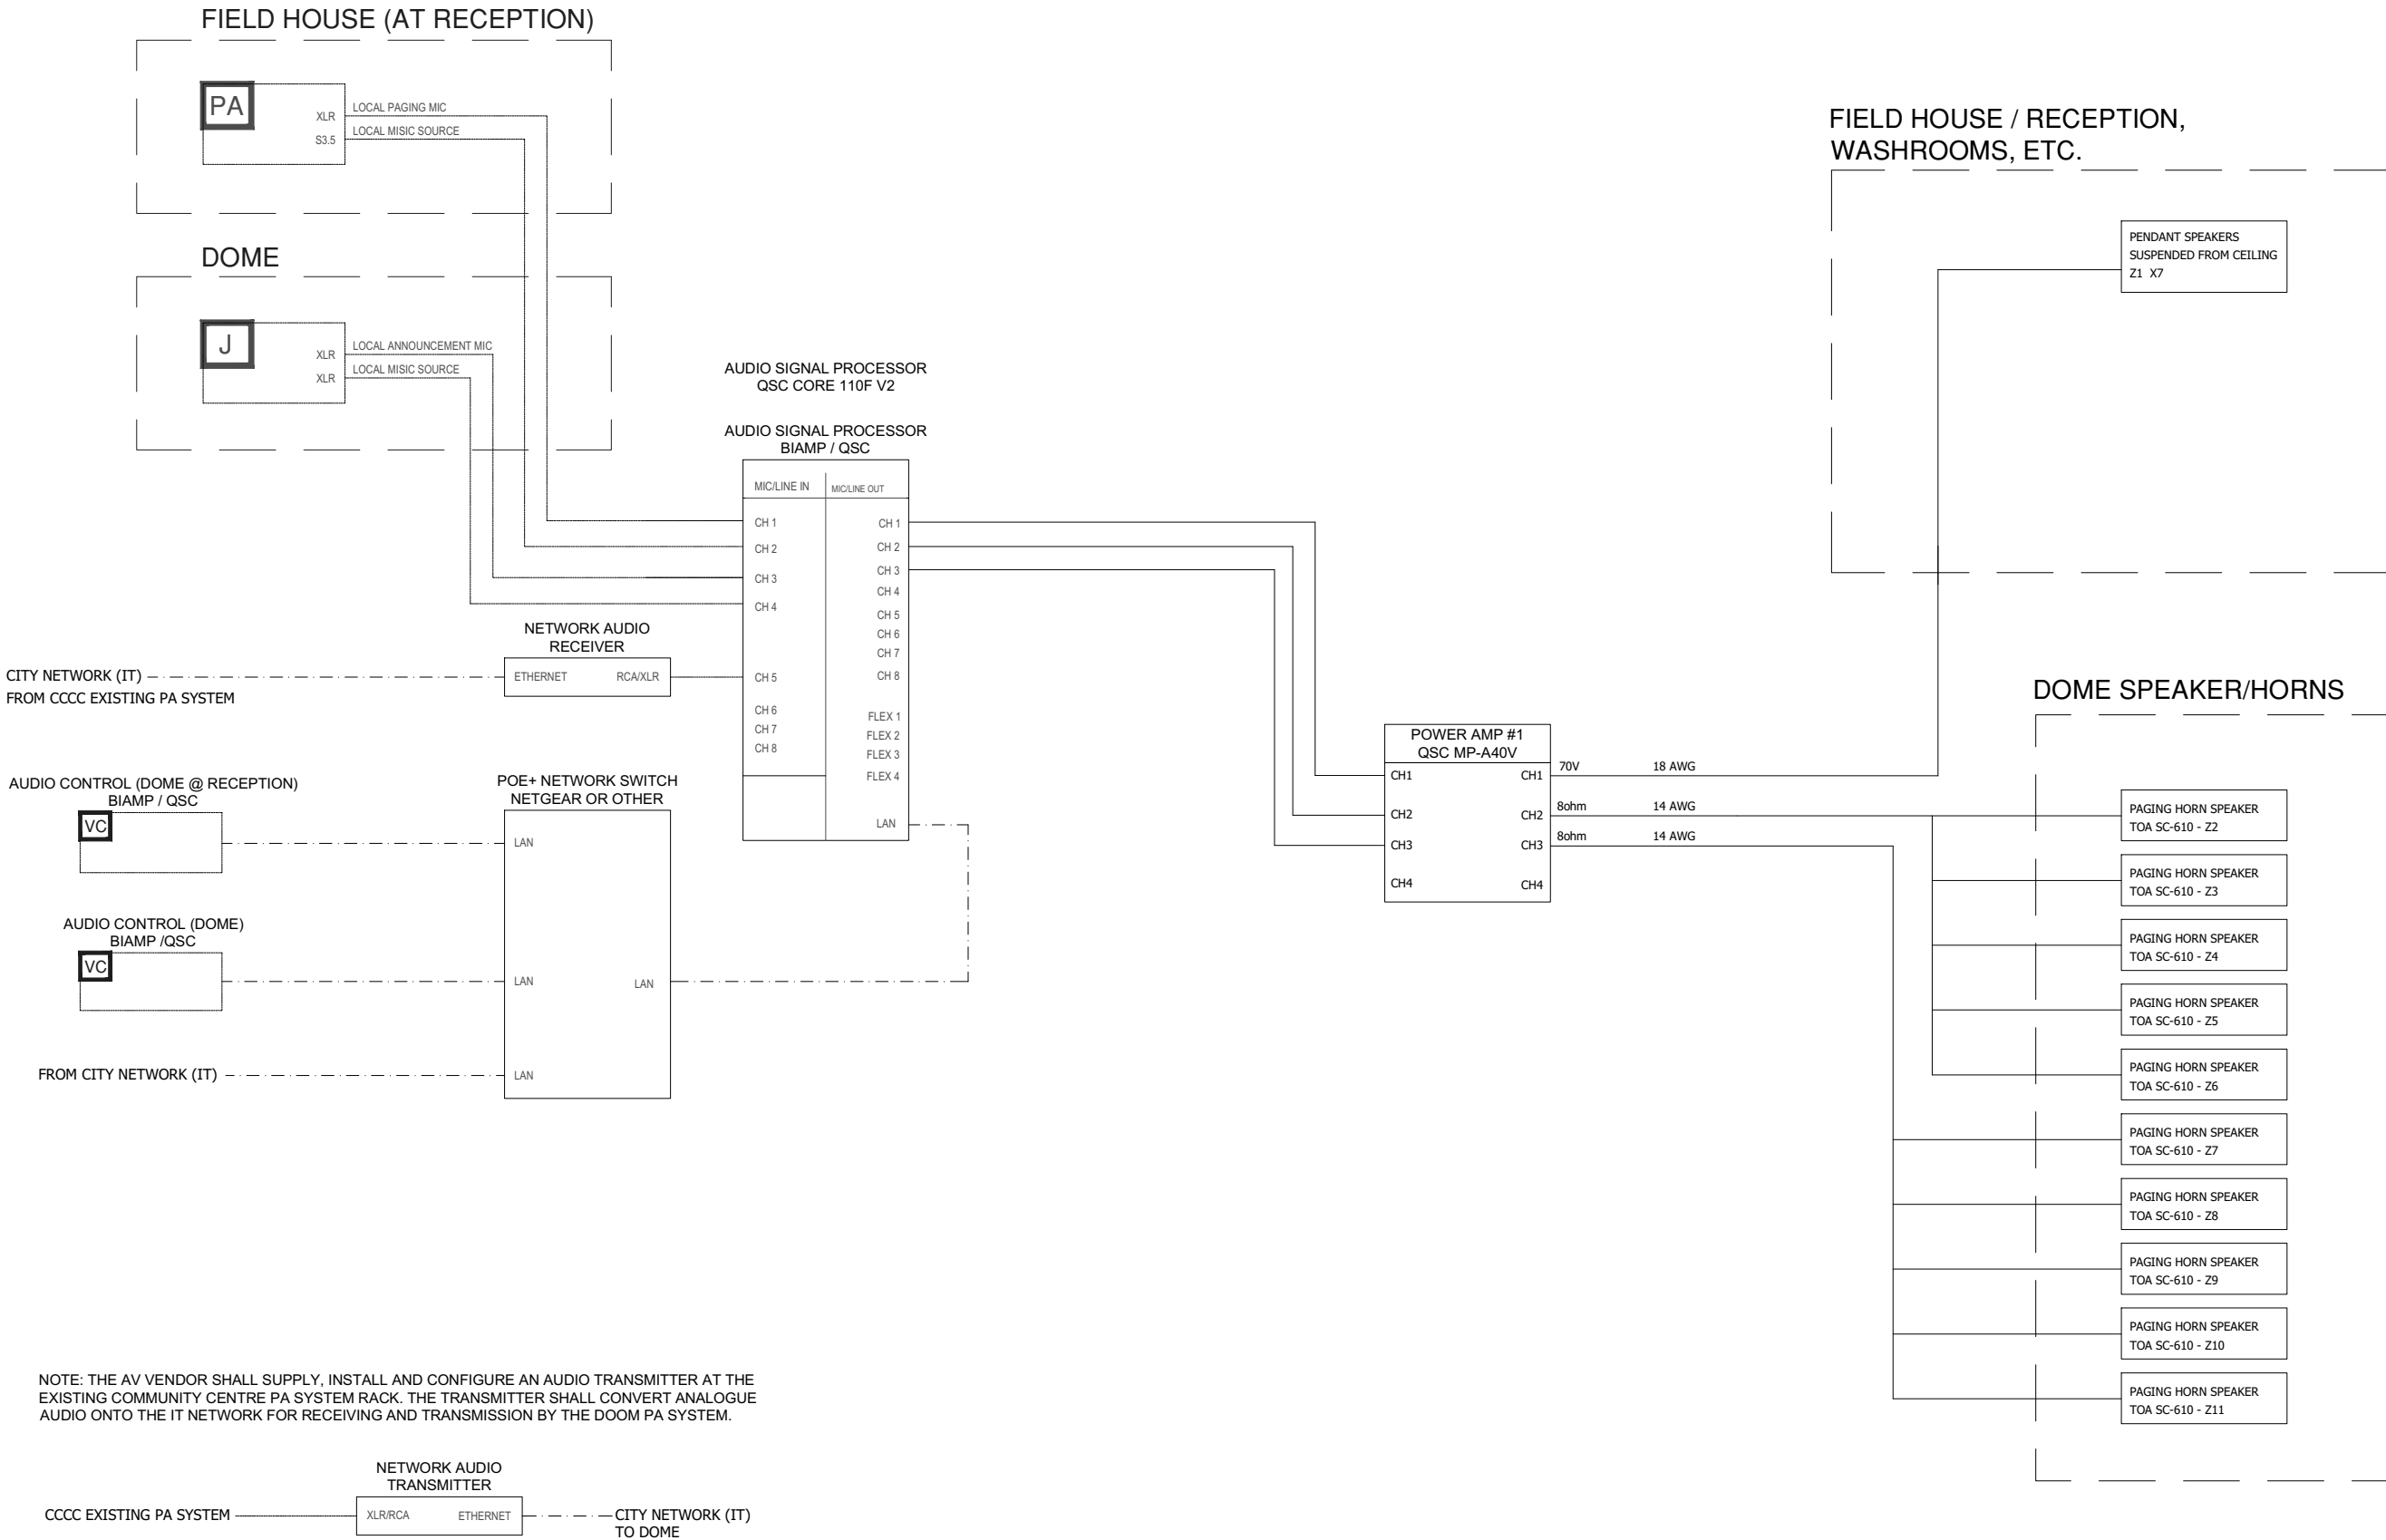 FIELD HOUSE (AT RECEPTION)
PA
XLR
S3.5
LOCAL PAGING MIC
LOCAL MISIC SOURCE
DOME
J
XLR
XLR
LOCAL ANNOUNCEMENT MIC
LOCAL MISIC SOURCE
AUDIO SIGNAL PROCESSOR
QSC CORE 110F V2
AUDIO SIGNAL PROCESSOR
BIAMP / QSC
MIC/LINE IN
MIC/LINE OUT
CH 1
CH 2
CH 3
CH 4
CH 5
CH 6
CH 7
CH 8
CH 1
CH 2
CH 3
CH 4
CH 5
CH 6
CH 7
CH 8
FLEX 1
FLEX 2
FLEX 3
FLEX 4
LAN
NETWORK AUDIO
RECEIVER
ETHERNET
RCA/XLR
CITY NETWORK (IT)
FROM CCCC EXISTING PA SYSTEM
AUDIO CONTROL (DOME @ RECEPTION)
BIAMP / QSC
VC
AUDIO CONTROL (DOME)
BIAMP /QSC
VC
FROM CITY NETWORK (IT)
POE+ NETWORK SWITCH
NETGEAR OR OTHER
LAN
LAN
LAN
LAN
POWER AMP #1
QSC MP-A40V
CH1
CH2
CH3
CH4
CH1
CH2
CH3
CH4
70V 18 AWG
8ohm 14 AWG
8ohm 14 AWG
FIELD HOUSE / RECEPTION,
WASHROOMS, ETC.
PENDANT SPEAKERS
SUSPENDED FROM CEILING
Z1 X7
DOME SPEAKER/HORNS
PAGING HORN SPEAKER
TOA SC-610 - Z2
PAGING HORN SPEAKER
TOA SC-610 - Z3
PAGING HORN SPEAKER
TOA SC-610 - Z4
PAGING HORN SPEAKER
TOA SC-610 - Z5
PAGING HORN SPEAKER
TOA SC-610 - Z6
PAGING HORN SPEAKER
TOA SC-610 - Z7
PAGING HORN SPEAKER
TOA SC-610 - Z8
PAGING HORN SPEAKER
TOA SC-610 - Z9
PAGING HORN SPEAKER
TOA SC-610 - Z10
PAGING HORN SPEAKER
TOA SC-610 - Z11
NOTE: THE AV VENDOR SHALL SUPPLY, INSTALL AND CONFIGURE AN AUDIO TRANSMITTER AT THE
EXISTING COMMUNITY CENTRE PA SYSTEM RACK. THE TRANSMITTER SHALL CONVERT ANALOGUE
AUDIO ONTO THE IT NETWORK FOR RECEIVING AND TRANSMISSION BY THE DOOM PA SYSTEM.
NETWORK AUDIO
TRANSMITTER
CCCC EXISTING PA SYSTEM
XLR/RCA
ETHERNET
CITY NETWORK (IT)
TO DOME